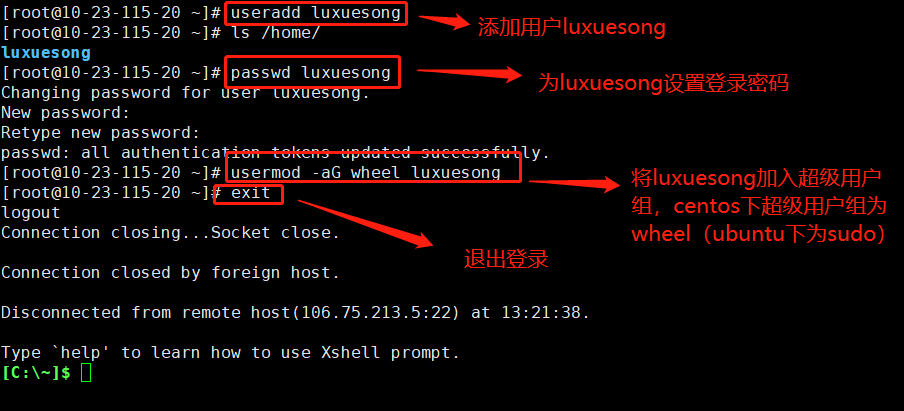 [root@10-23-115-20 ~]# useradd luxuesong
添加用户luxuesong
[root@10-23-115-20 ~]# ls /home/
luxuesong
[root@10-23-115-20 ~]# passwd luxuesong
为luxuesong设置登录密码
Changing password for user luxuesong.
New password:
Retype new password:
passwd: all authentication tokens updated successfully.
[root@10-23-115-20 ~]# usermod -aG wheel luxuesong
将luxuesong加入超级用户
组，centos下超级用户组为
wheel（ubuntu下为sudo）
[root@10-23-115-20 ~]# exit
退出登录
logout
Connection closing...Socket close.
Connection closed by foreign host.
Disconnected from remote host(106.75.213.5:22) at 13:21:38.
Type `help' to learn how to use Xshell prompt.
[C:\~]$